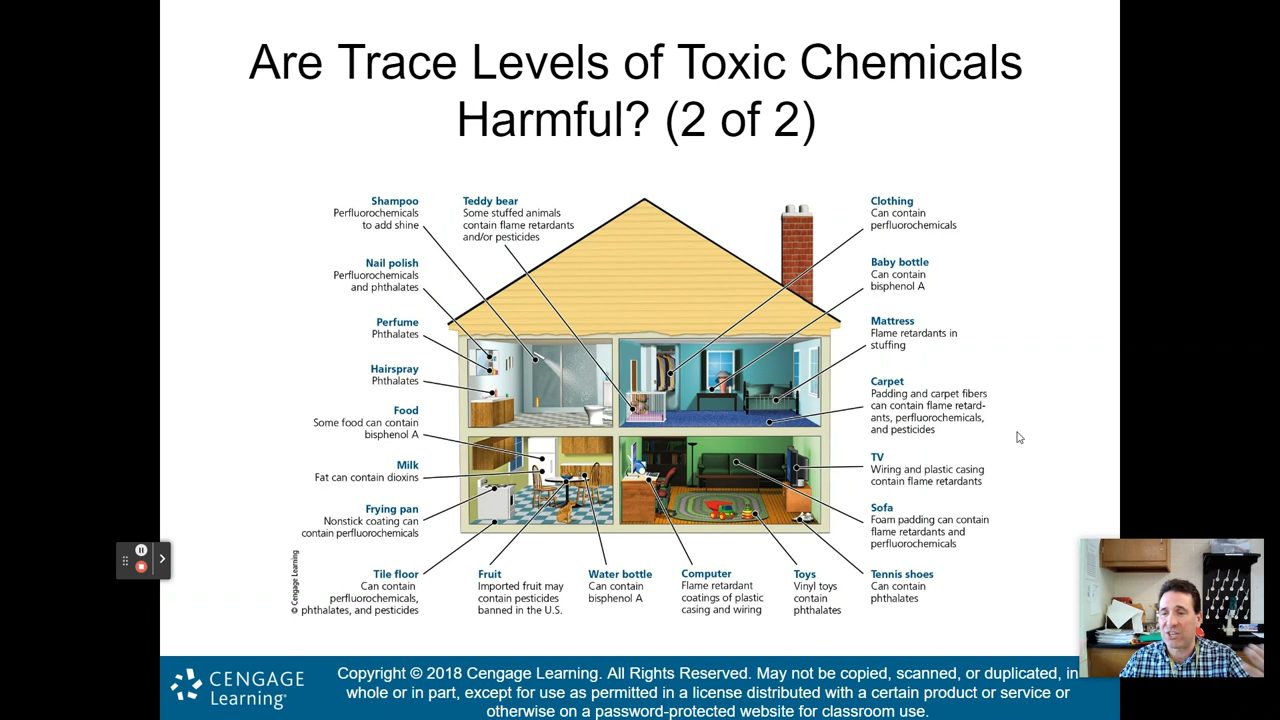 Are Trace Levels of Toxic Chemicals
Harmful? (2 of 2)
Shampoo
Perfluorochemicals
to add shine
Teddy bear
Some stuffed animals
contain flame retardants
and/or pesticides
Clothing
Can contain
perfluorchemicals
Nail polish
Perfluorochemicals
and phthalates
Baby bottle
Can contain
bisphenol A
Perfume
Phthalates
Mattress
Flame retardants in
stuffing
Hairspray
Phthalates
Carpet
Padding and carpet fibers
can contain flame retard-
ants, perfluorochemicals,
and pesticides
Food
Some food can contain
bisphenol A
Milk
Fat can contain dioxins
TV
Wiring and plastic casing
contain flame retardants
Frying pan
Nonstick coating can
contain perfluorochemicals
Sofa
Foam padding can contain
flame retardants and
perfluorochemicals
Tile floor
Can contain
perfluorochemicals,
phthalates, and pesticides
Fruit
Imported fruit may
contain pesticides
banned in the U.S.
Water bottle
Can contain
bisphenol A
Computer
Flame retardant
coatings of plastic
casing and wiring
Toys
Vinyl toys
contain
phthalates
Tennis shoes
Can contain
phthalates
© Cengage Learning
CENGAGE
Learning®
Copyright © 2018 Cengage Learning. All Rights Reserved. May not be copied, scanned, or duplicated, in
whole or in part, except for use as permitted in a license distributed with a certain product or service or
otherwise on a password-protected website for classroom use.